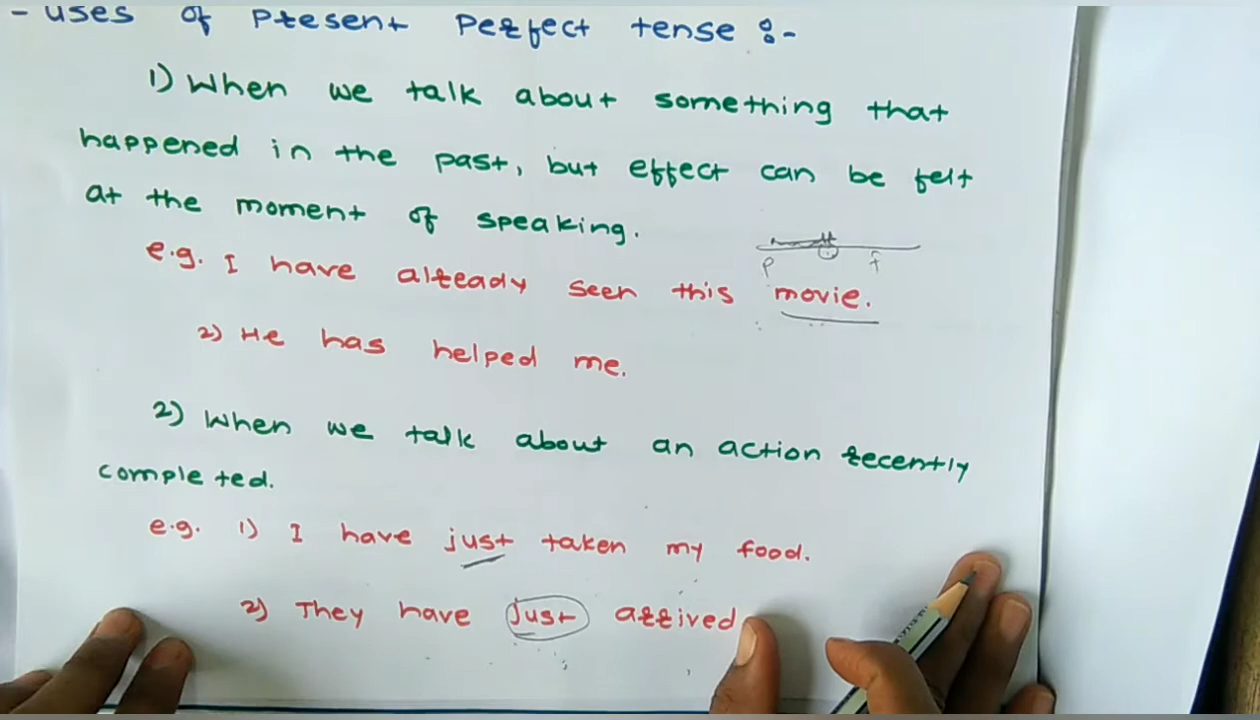 - uses of Present Perfect tense :-
1) When we talk about something that
happened in the past, but effect can be felt
at the moment of speaking.
P f
e.g. I have already seen this movie.
2) He has helped me.
2) When we talk about an action recently
completed.
e.g. 1) I have just taken my food.
2) They have just arrived